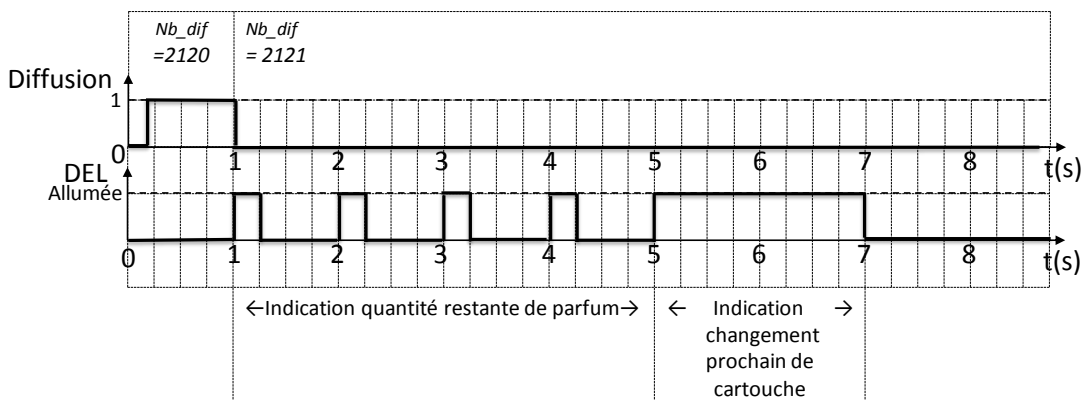 Nb_dif Nb_dif
=2120 = 2121
Diffusion
1
0 1 2 3 4 5 6 7 8 t(s)
DEL
Allumée
0 1 2 3 4 5 6 7 8 t(s)
←Indication quantité restante de parfum→ ← Indication →
changement
prochain de
cartouche